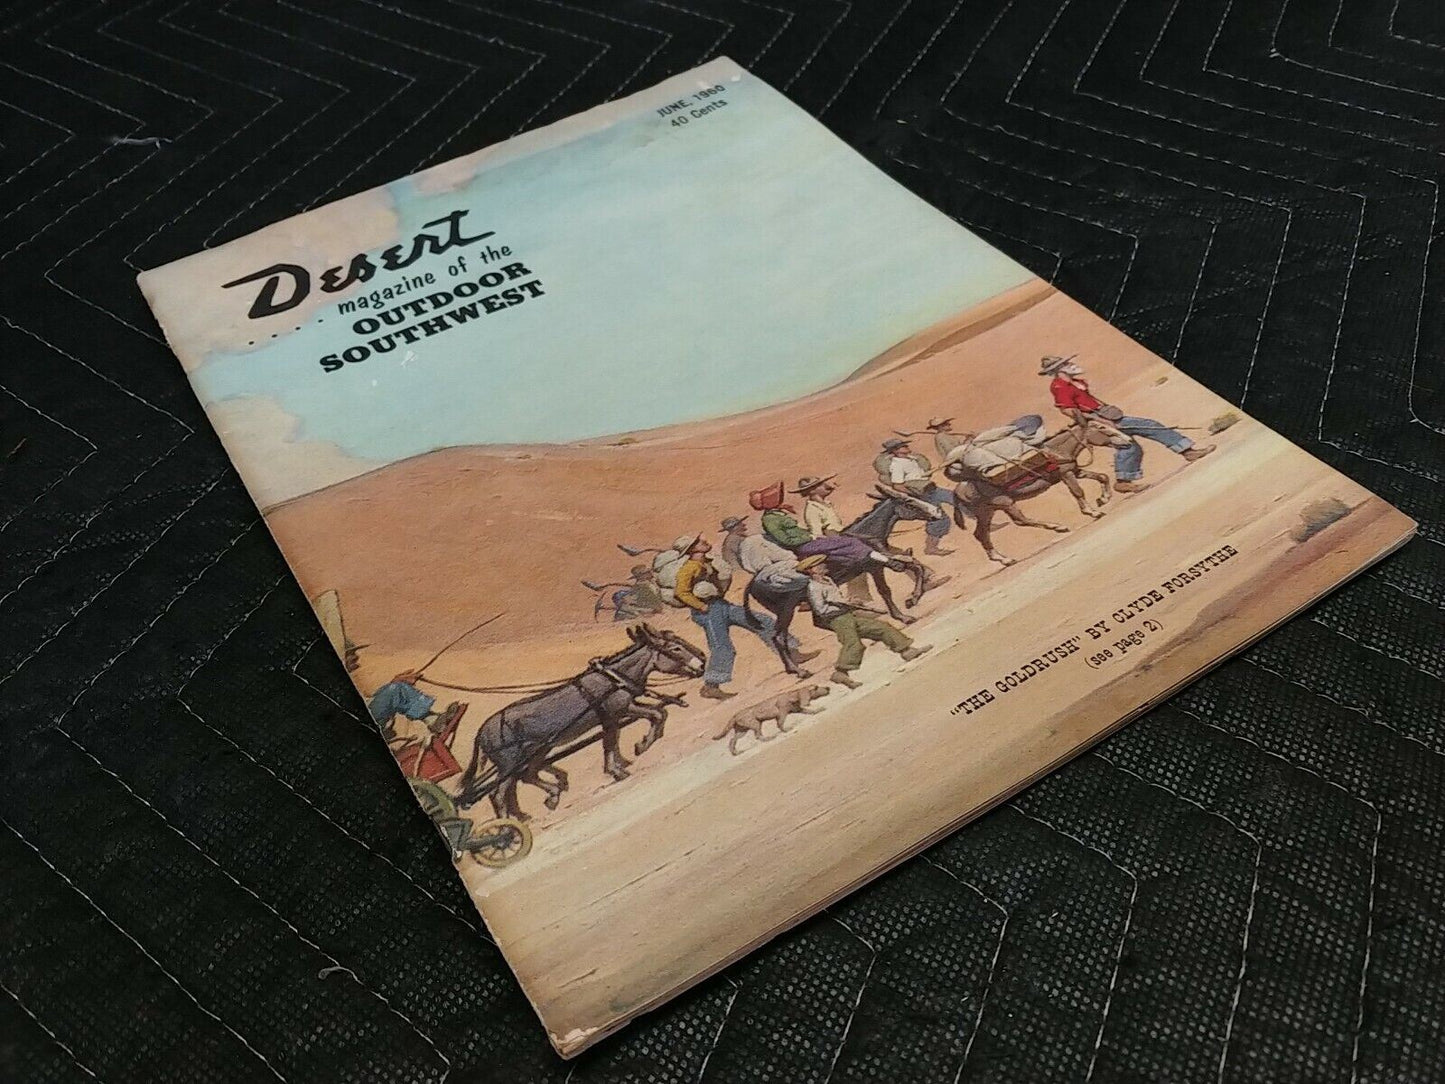 JUNE, 1960
40 Cents
Desert
.... magazine of the
OUTDOOR
SOUTHWEST
"THE GOLDRUSH" BY CLYDE FORSYTHE
(see page 2)